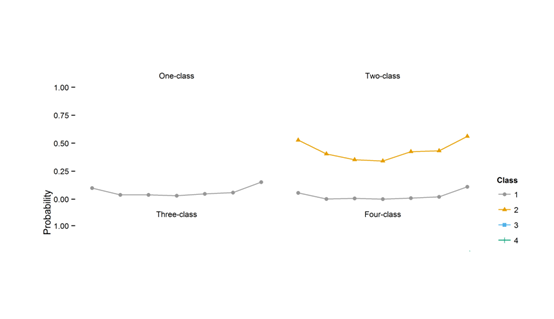 One-class
Two-class
1.00
0.75
0.50
0.25
0.00
Probability
Three-class
Four-class
1.00
Class
1
2
3
4